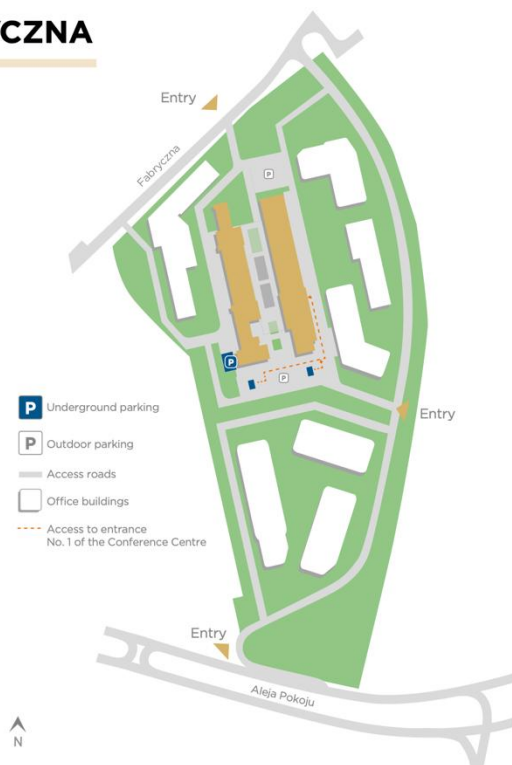 YCZNA
Entry
Fabryczna
P
P
P
Entry
P Underground parking
P Outdoor parking
Access roads
Office buildings
Access to entrance
No. 1 of the Conference Centre
Entry
Aleja Pokoju
N